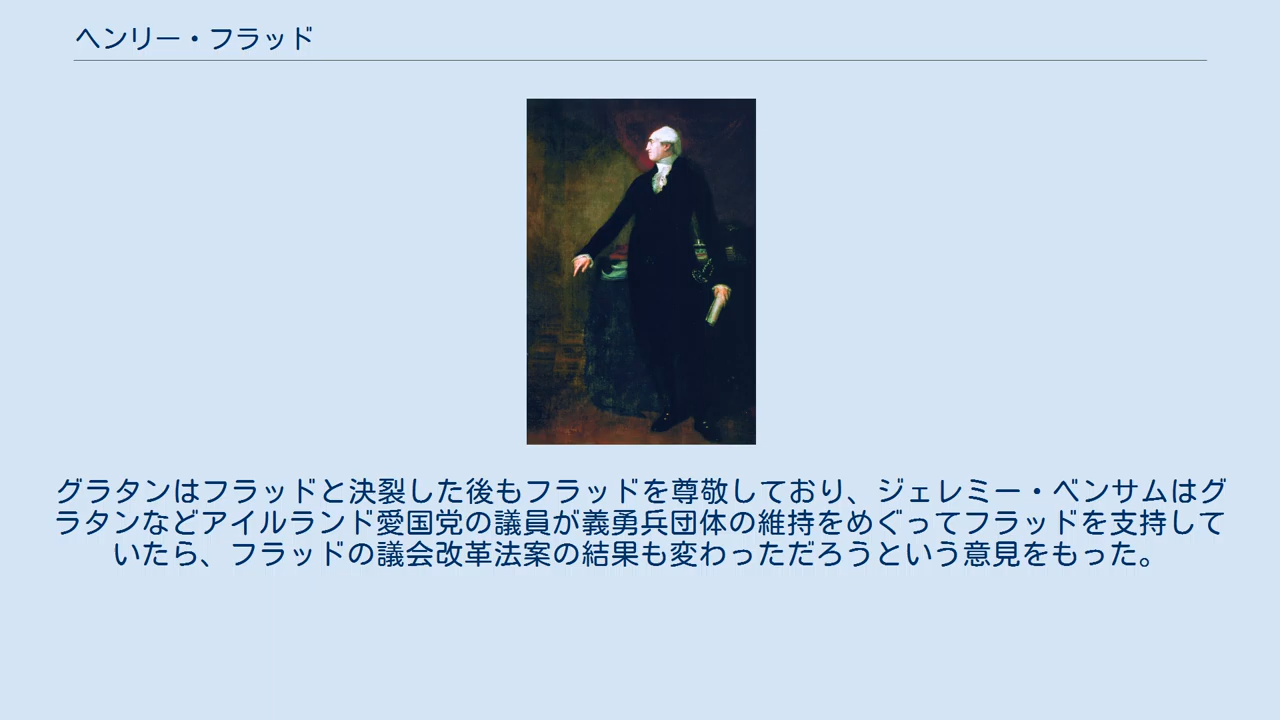 ヘンリー・フラッド
グラタンはフラッドと決裂した後もフラッドを尊敬しており、ジェレミー・ベンサムはグ
ラタンなどアイルランド愛国党の議員が義勇兵団体の維持をめぐってフラッドを支持して
いたら、フラッドの議会改革法案の結果も変わっただろうという意見をもった。